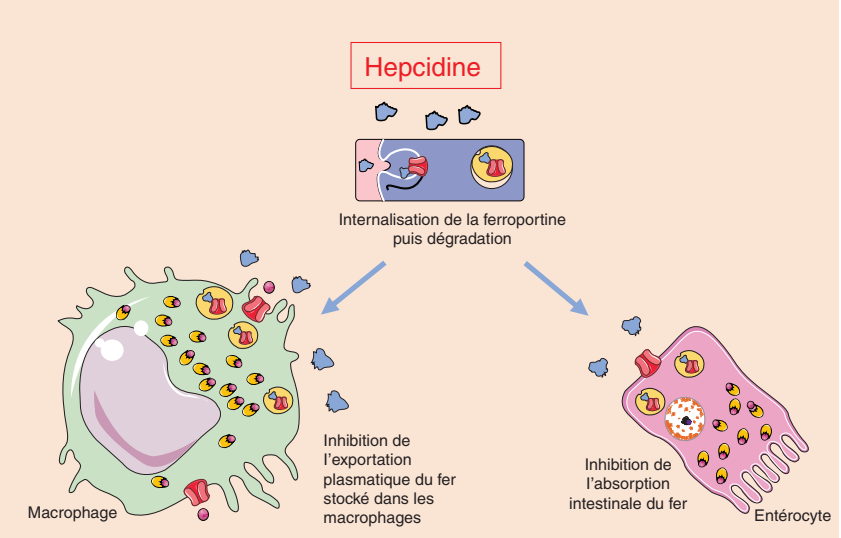 Hepcidine
Internalisation de la ferroportine
puis dégradation
Inhibition de
l’exportation
plasmatique du fer
stocké dans les
macrophages
Macrophage
Inhibition de
l’absorption
intestinale du fer
Entérocyte